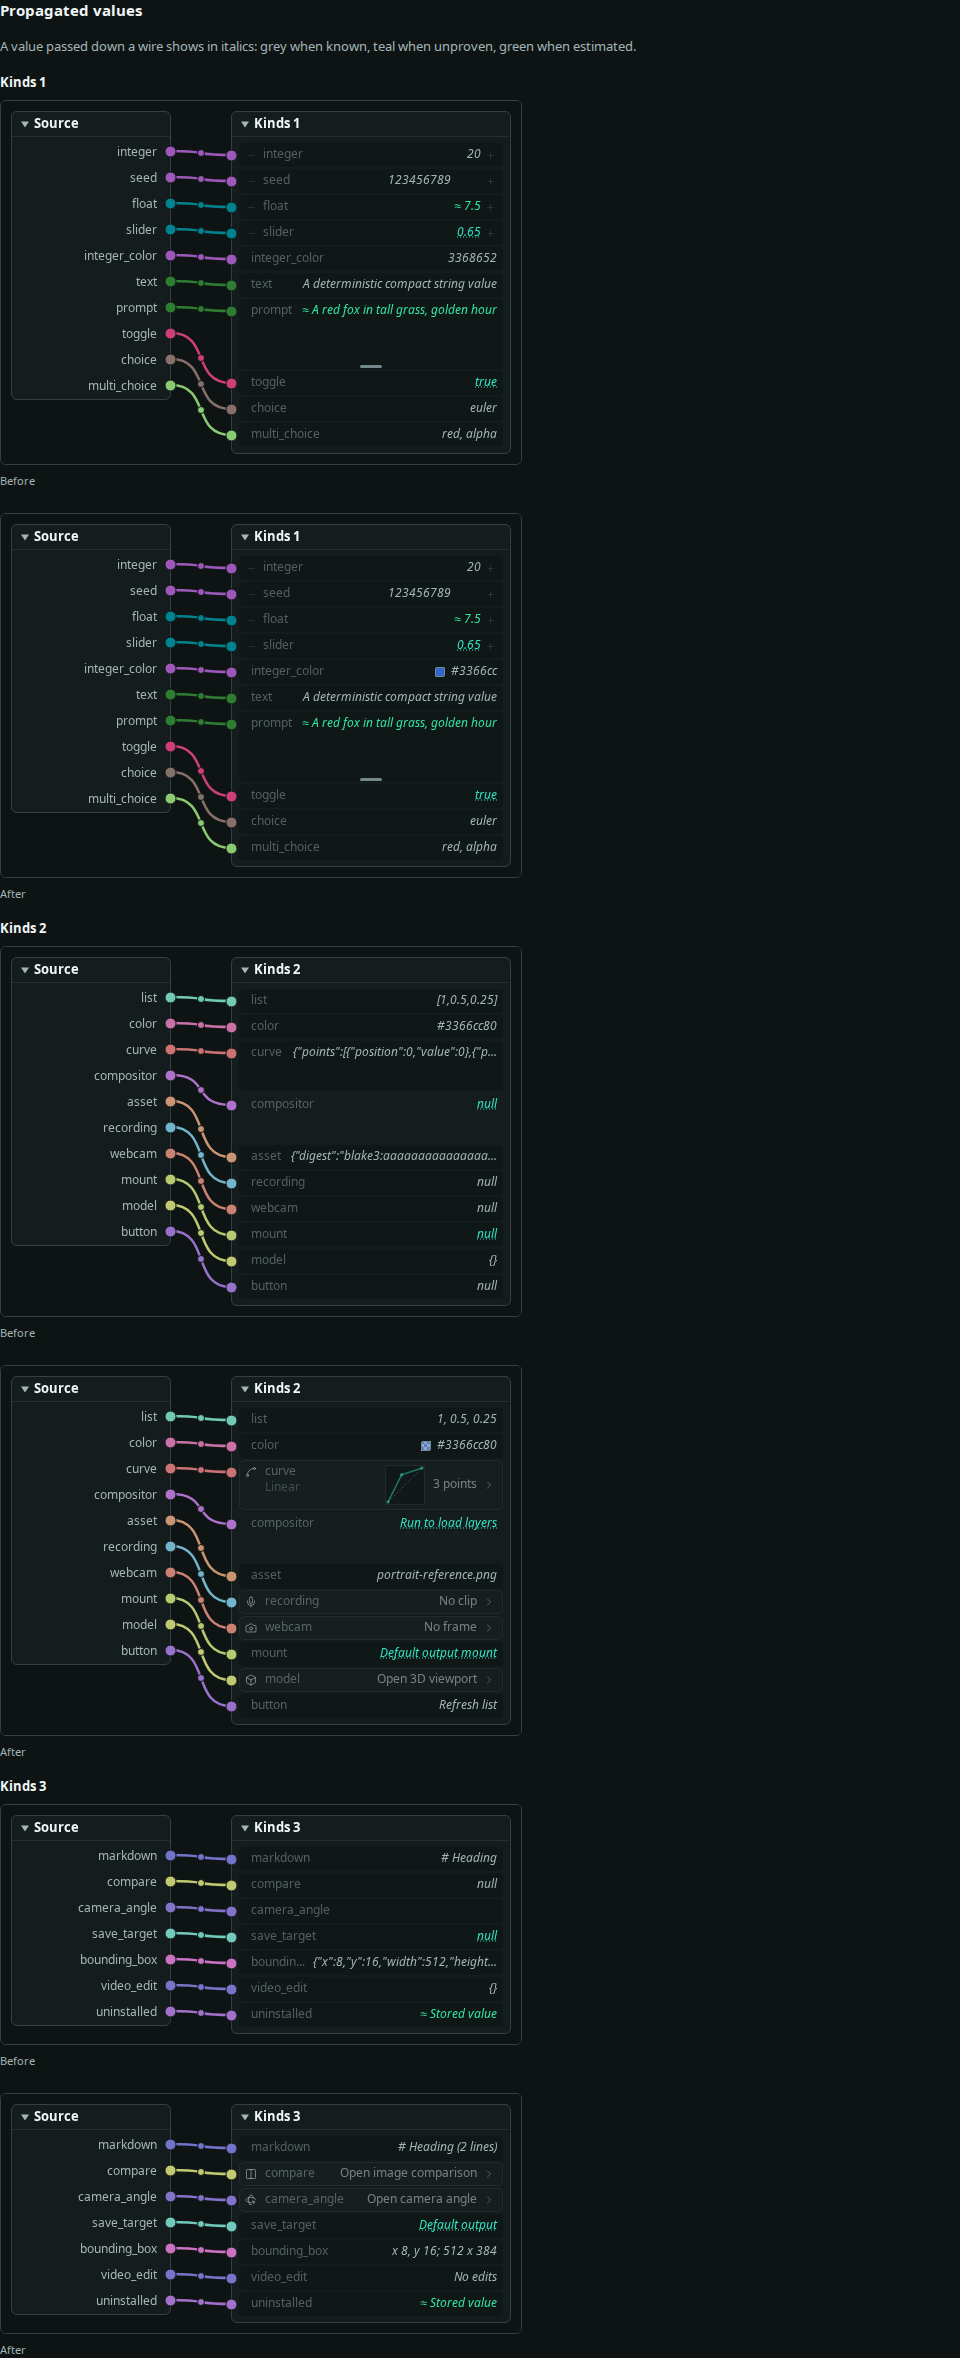 Propagated values
A value passed down a wire shows in italics: grey when known, teal when unproven, green when estimated.
Kinds 1
Source
integer
seed
float
slider
integer_color
text
prompt
toggle
choice
multi_choice
Kinds 1
− integer 20 +
− seed 123456789 +
− float ≈ 7.5 +
− slider 0.65 +
integer_color 3368652
text A deterministic compact string value
prompt ≈ A red fox in tall grass, golden hour
toggle true
choice euler
multi_choice red, alpha
Before
Source
integer
seed
float
slider
integer_color
text
prompt
toggle
choice
multi_choice
Kinds 1
− integer 20 +
− seed 123456789 +
− float ≈ 7.5 +
− slider 0.65 +
integer_color #3366cc
text A deterministic compact string value
prompt ≈ A red fox in tall grass, golden hour
toggle true
choice euler
multi_choice red, alpha
After
Kinds 2
Source
list
color
curve
compositor
asset
recording
webcam
mount
model
button
Kinds 2
list [1,0.5,0.25]
color #3366cc80
curve {"points":[{"position":0,"value":0},{"p...
compositor null
asset {"digest":"blake3:aaaaaaaaaaaaaaa...
recording null
webcam null
mount null
model {}
button null
Before
Source
list
color
curve
compositor
asset
recording
webcam
mount
model
button
Kinds 2
list 1, 0.5, 0.25
color #3366cc80
curve
Linear
3 points
compositor Run to load layers
asset portrait-reference.png
recording No clip
webcam No frame
mount Default output mount
model Open 3D viewport
button Refresh list
After
Kinds 3
Source
markdown
compare
camera_angle
save_target
bounding_box
video_edit
uninstalled
Kinds 3
markdown # Heading
compare null
camera_angle
save_target null
boundin... {"x":8,"y":16,"width":512,"height...
video_edit {}
uninstalled ≈ Stored value
Before
Source
markdown
compare
camera_angle
save_target
bounding_box
video_edit
uninstalled
Kinds 3
markdown # Heading (2 lines)
compare Open image comparison
camera_angle Open camera angle
save_target Default output
bounding_box x 8, y 16; 512 x 384
video_edit No edits
uninstalled ≈ Stored value
After